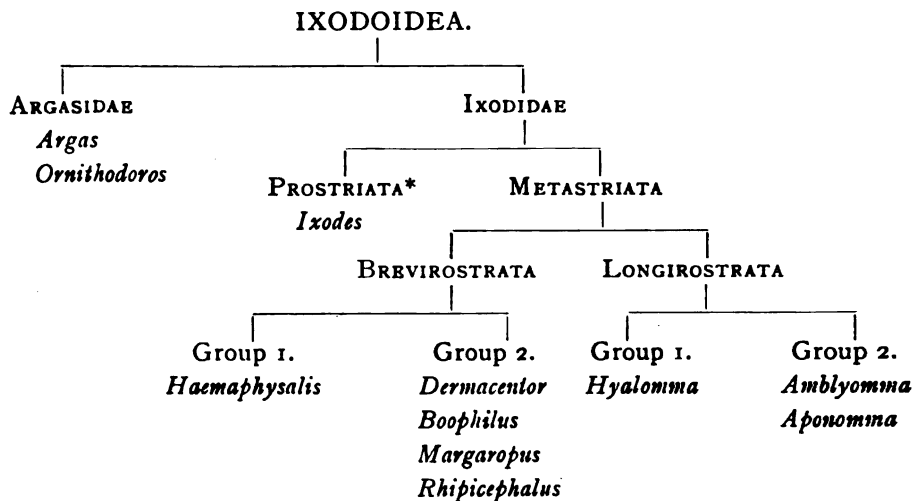 IXODOIDEA.
ARGASIDAE IXODIDAE
Argas
Ornithodoros
PROSTRIATA* METASTRIATA
Ixodes
BREVIROSTRATA LONGIROSTRATA
Group 1. Group 2. Group 1. Group 2.
Haemaphysalis Dermacentor Hyalomma Amblyomma
Boophilus Aponomma
Margaropus
Rhipicephalus